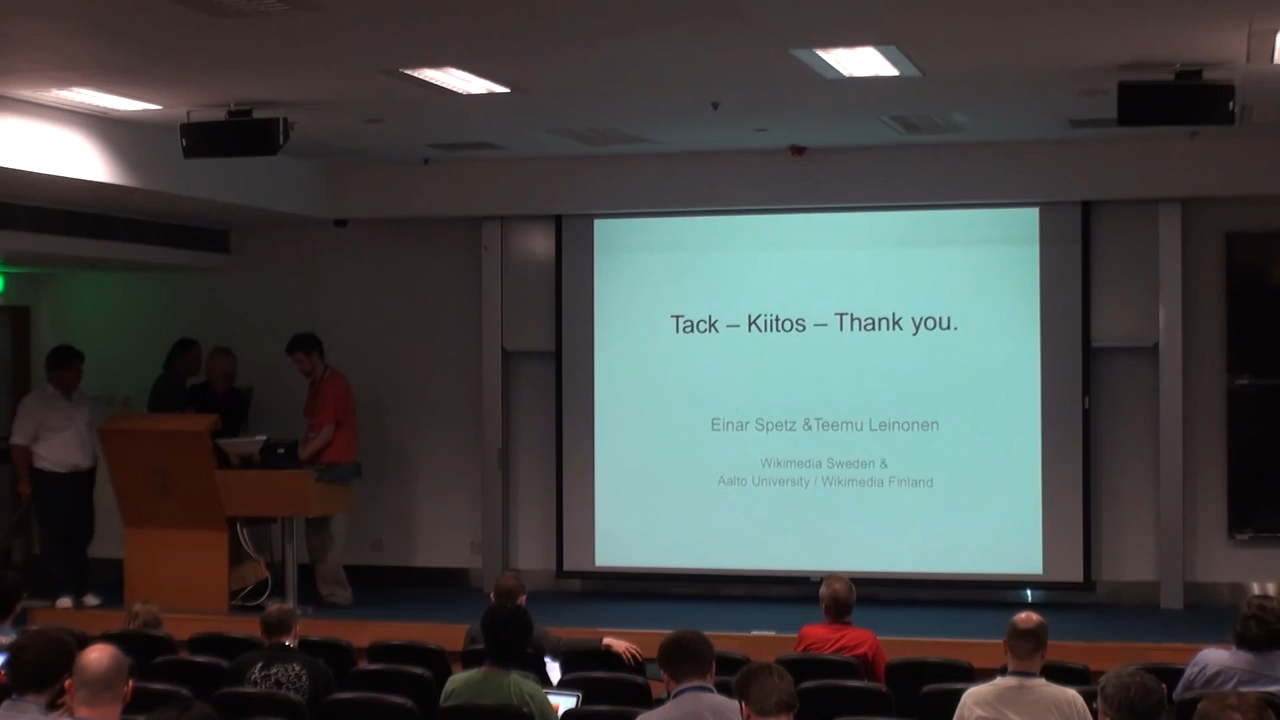 Tack – Kiitos – Thank you.
Einar Spetz &Teemu Leinonen
Wikimedia Sweden &
Aalto University / Wikimedia Finland